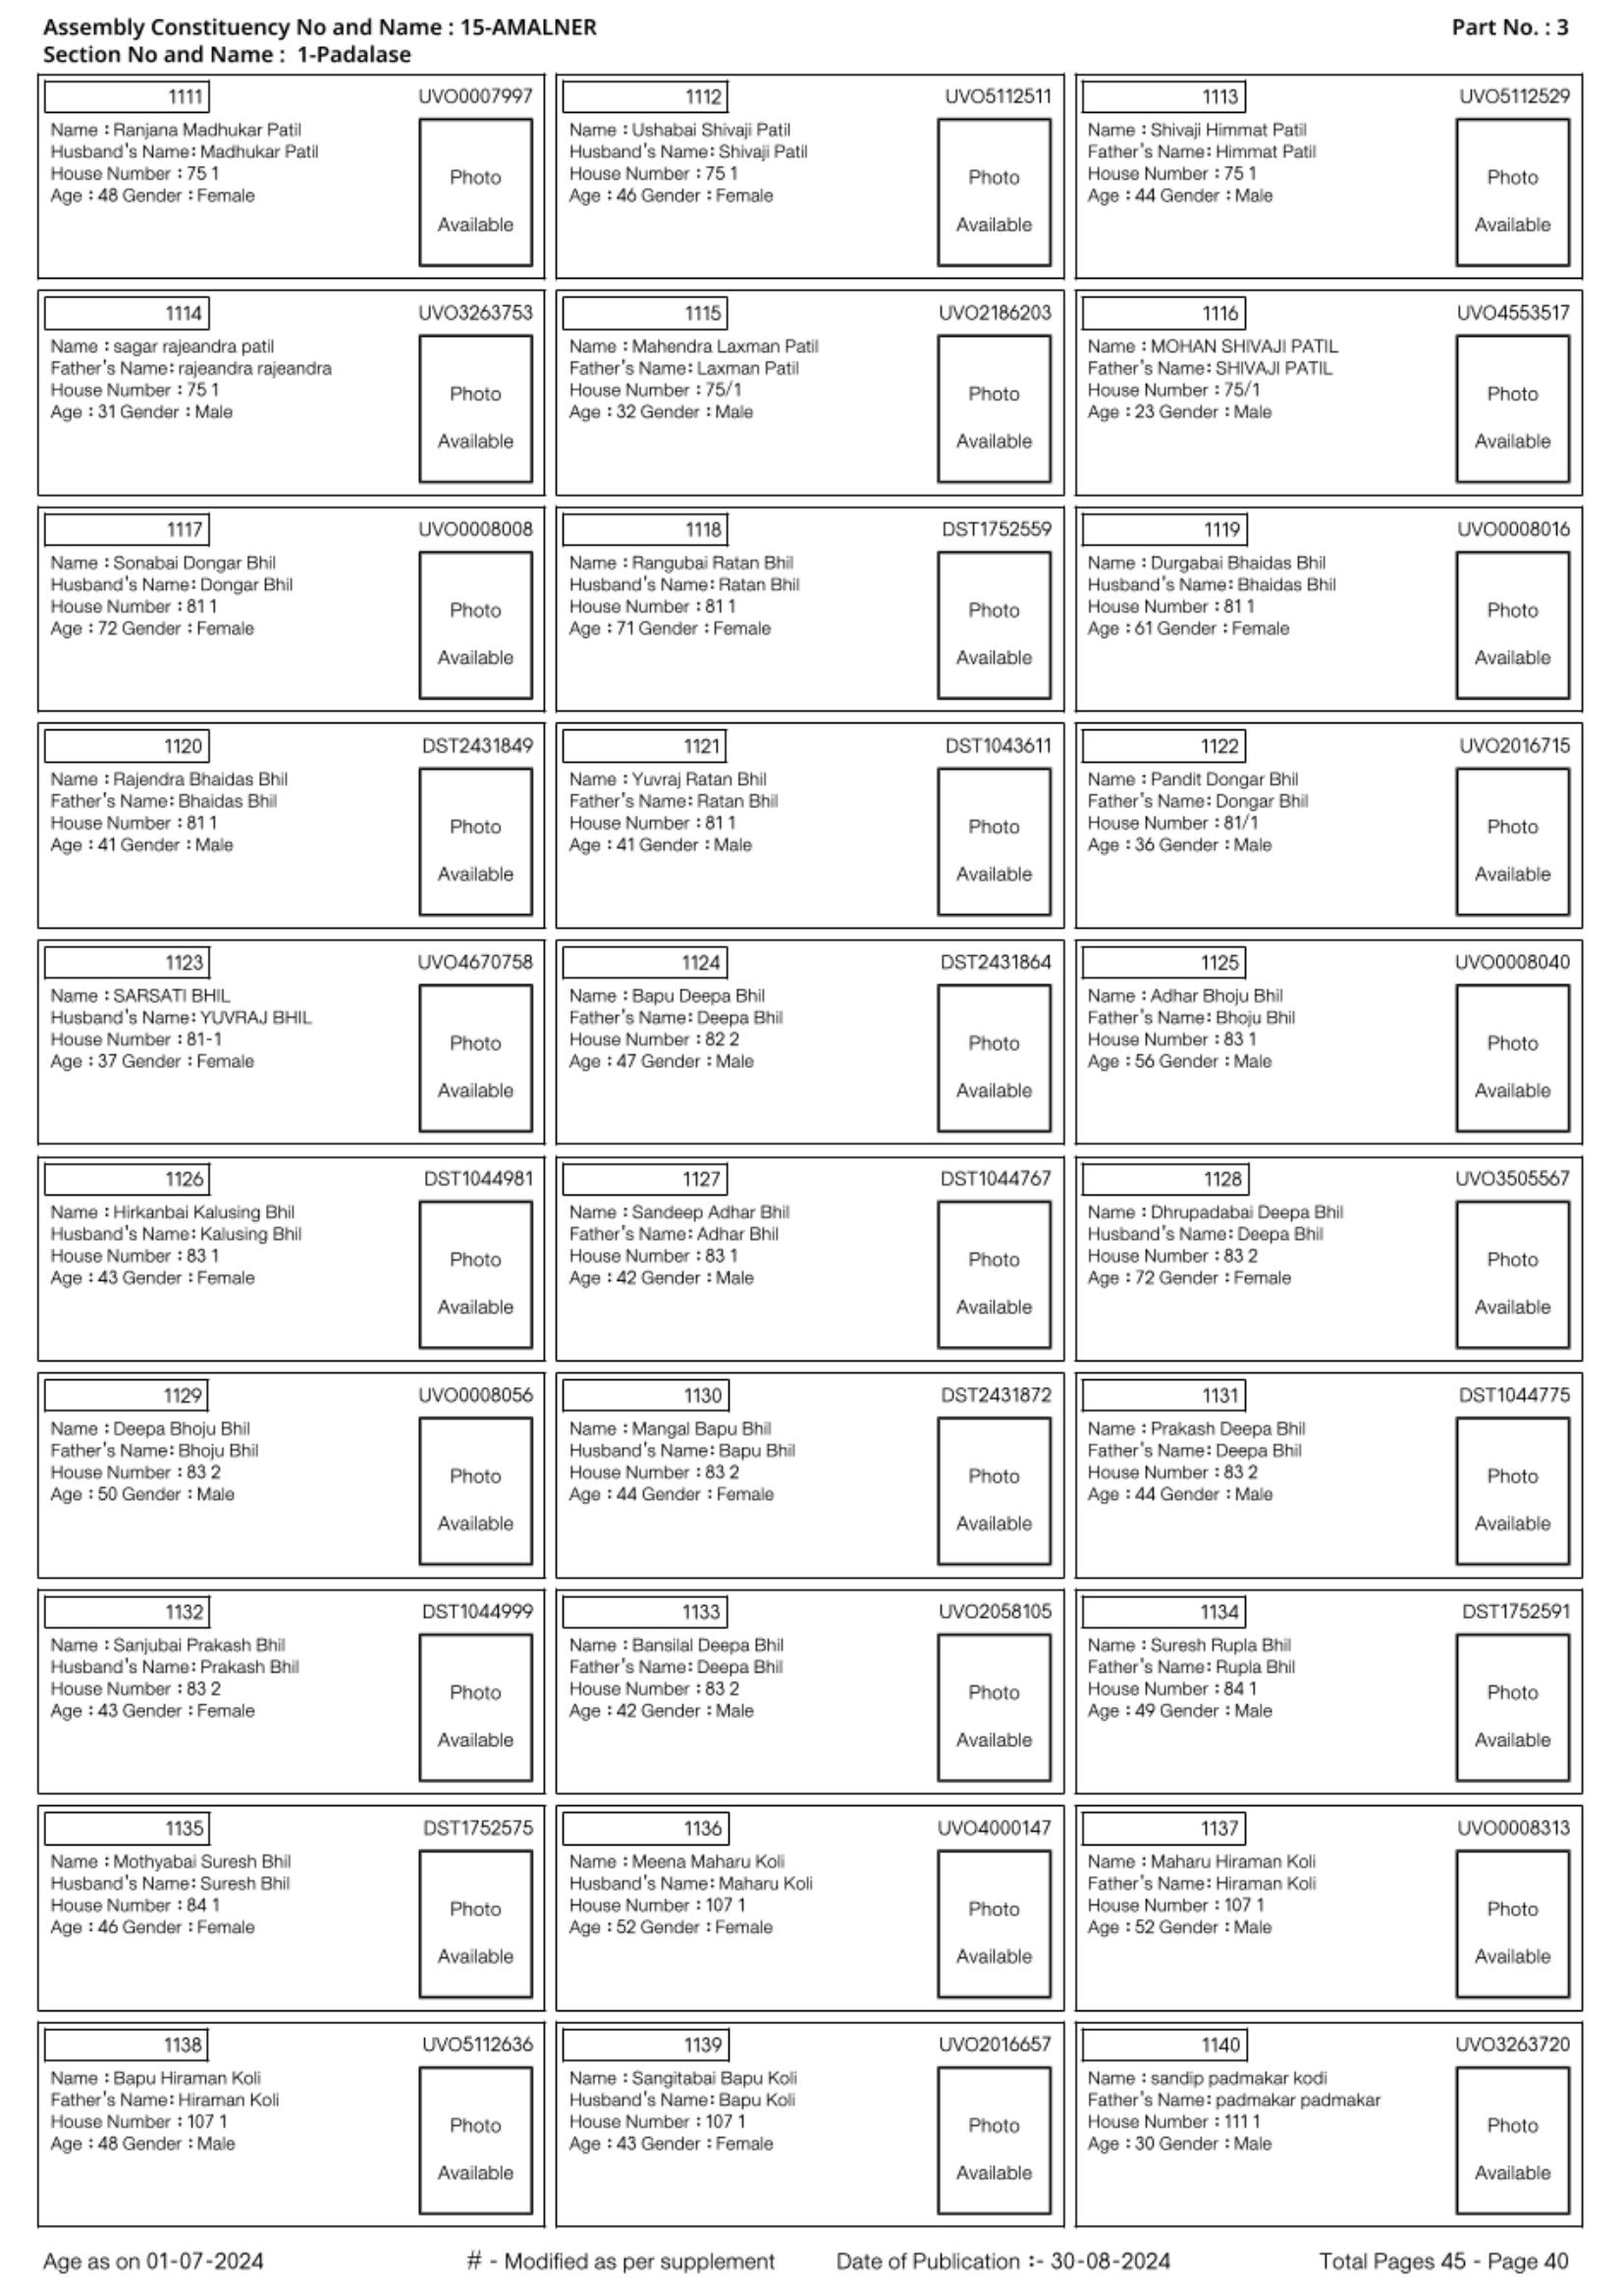 Assembly Constituency No and Name : 15-AMALNER Part No. : 3
Section No and Name : 1-Padalase
1111 UVO0007997
Name : Ranjana Madhukar Patil
Husband's Name: Madhukar Patil
House Number : 75 1
Age : 48 Gender : Female
Photo
Available
1112 UVO5112511
Name : Ushabai Shivaji Patil
Husband's Name: Shivaji Patil
House Number : 75 1
Age : 46 Gender : Female
Photo
Available
1113 UVO5112529
Name : Shivaji Himmat Patil
Father's Name: Himmat Patil
House Number : 75 1
Age : 44 Gender : Male
Photo
Available
1114 UVO3263753
Name : sagar rajeandra patil
Father's Name: rajeandra rajeandra
House Number : 75 1
Age : 31 Gender : Male
Photo
Available
1115 UVO2186203
Name : Mahendra Laxman Patil
Father's Name: Laxman Patil
House Number : 75/1
Age : 32 Gender : Male
Photo
Available
1116 UVO4553517
Name : MOHAN SHIVAJI PATIL
Father's Name: SHIVAJI PATIL
House Number : 75/1
Age : 23 Gender : Male
Photo
Available
1117 UVO0008008
Name : Sonabai Dongar Bhil
Husband's Name: Dongar Bhil
House Number : 81 1
Age : 72 Gender : Female
Photo
Available
1118 DST1752559
Name : Rangubai Ratan Bhil
Husband's Name: Ratan Bhil
House Number : 81 1
Age : 71 Gender : Female
Photo
Available
1119 UVO0008016
Name : Durgabai Bhaidas Bhil
Husband's Name: Bhaidas Bhil
House Number : 81 1
Age : 61 Gender : Female
Photo
Available
1120 DST2431849
Name : Rajendra Bhaidas Bhil
Father's Name: Bhaidas Bhil
House Number : 81 1
Age : 41 Gender : Male
Photo
Available
1121 DST1043611
Name : Yuvraj Ratan Bhil
Father's Name: Ratan Bhil
House Number : 81 1
Age : 41 Gender : Male
Photo
Available
1122 UVO2016715
Name : Pandit Dongar Bhil
Father's Name: Dongar Bhil
House Number : 81/1
Age : 36 Gender : Male
Photo
Available
1123 UVO4670758
Name : SARSATI BHIL
Husband's Name: YUVRAJ BHIL
House Number : 81-1
Age : 37 Gender : Female
Photo
Available
1124 DST2431864
Name : Bapu Deepa Bhil
Father's Name: Deepa Bhil
House Number : 82 2
Age : 47 Gender : Male
Photo
Available
1125 UVO0008040
Name : Adhar Bhoju Bhil
Father's Name: Bhoju Bhil
House Number : 83 1
Age : 56 Gender : Male
Photo
Available
1126 DST1044981
Name : Hirkanbai Kalusing Bhil
Husband's Name: Kalusing Bhil
House Number : 83 1
Age : 43 Gender : Female
Photo
Available
1127 DST1044767
Name : Sandeep Adhar Bhil
Father's Name: Adhar Bhil
House Number : 83 1
Age : 42 Gender : Male
Photo
Available
1128 UVO3505567
Name : Dhrupadabai Deepa Bhil
Husband's Name: Deepa Bhil
House Number : 83 2
Age : 72 Gender : Female
Photo
Available
1129 UVO0008056
Name : Deepa Bhoju Bhil
Father's Name: Bhoju Bhil
House Number : 83 2
Age : 50 Gender : Male
Photo
Available
1130 DST2431872
Name : Mangal Bapu Bhil
Husband's Name: Bapu Bhil
House Number : 83 2
Age : 44 Gender : Female
Photo
Available
1131 DST1044775
Name : Prakash Deepa Bhil
Father's Name: Deepa Bhil
House Number : 83 2
Age : 44 Gender : Male
Photo
Available
1132 DST1044999
Name : Sanjubai Prakash Bhil
Husband's Name: Prakash Bhil
House Number : 83 2
Age : 43 Gender : Female
Photo
Available
1133 UVO2058105
Name : Bansilal Deepa Bhil
Father's Name: Deepa Bhil
House Number : 83 2
Age : 42 Gender : Male
Photo
Available
1134 DST1752591
Name : Suresh Rupla Bhil
Father's Name: Rupla Bhil
House Number : 84 1
Age : 49 Gender : Male
Photo
Available
1135 DST1752575
Name : Mothyabai Suresh Bhil
Husband's Name: Suresh Bhil
House Number : 84 1
Age : 46 Gender : Female
Photo
Available
1136 UVO4000147
Name : Meena Maharu Koli
Husband's Name: Maharu Koli
House Number : 107 1
Age : 52 Gender : Female
Photo
Available
1137 UVO0008313
Name : Maharu Hiraman Koli
Father's Name: Hiraman Koli
House Number : 107 1
Age : 52 Gender : Male
Photo
Available
1138 UVO5112636
Name : Bapu Hiraman Koli
Father's Name: Hiraman Koli
House Number : 107 1
Age : 48 Gender : Male
Photo
Available
1139 UVO2016657
Name : Sangitabai Bapu Koli
Husband's Name: Bapu Koli
House Number : 107 1
Age : 43 Gender : Female
Photo
Available
1140 UVO3263720
Name : sandip padmakar kodi
Father's Name: padmakar padmakar
House Number : 111 1
Age : 30 Gender : Male
Photo
Available
Age as on 01-07-2024 # - Modified as per supplement Date of Publication :- 30-08-2024 Total Pages 45 - Page 40